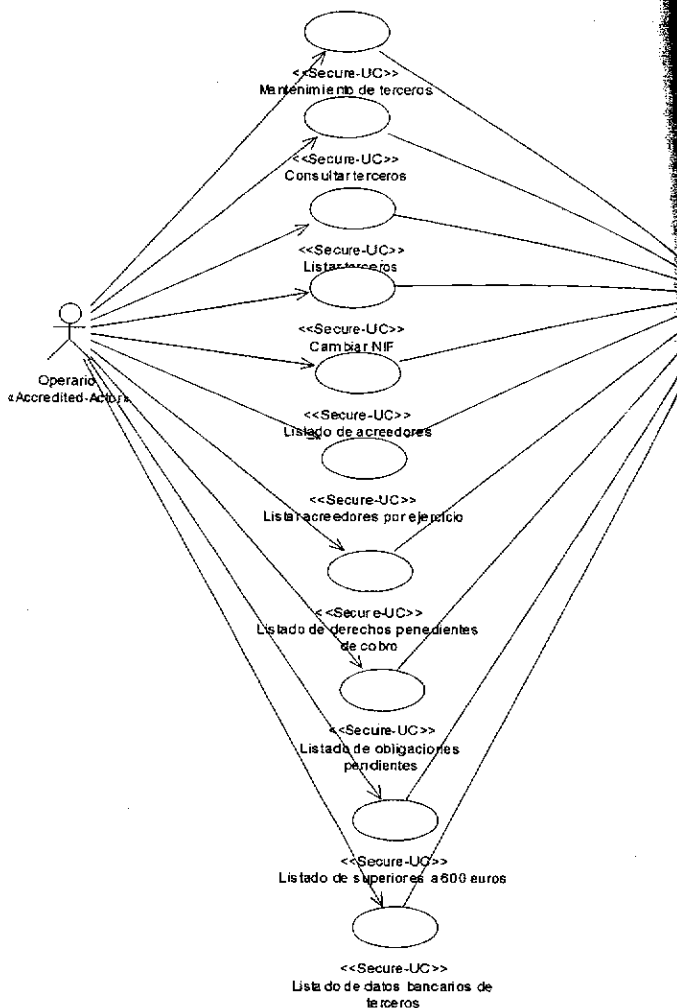 <<Secure-UC>>
Mantenimiento de terceros
<<Secure-UC>>
Consultar terceros
<<Secure-UC>>
Listar terceros
<<Secure-UC>>
Cambiar NIF
Operario
«Accredited-Actor»
<<Secure-UC>>
Listado de acreedores
<<Secure-UC>>
Listar acreedores por ejercicio
<<Secure-UC>>
Listado de derechos penedientes
de cobro
<<Secure-UC>>
Listado de obligaciones
pendientes
<<Secure-UC>>
Listado de superiores a 600 euros
<<Secure-UC>>
Listado de datos bancarios de
terceros